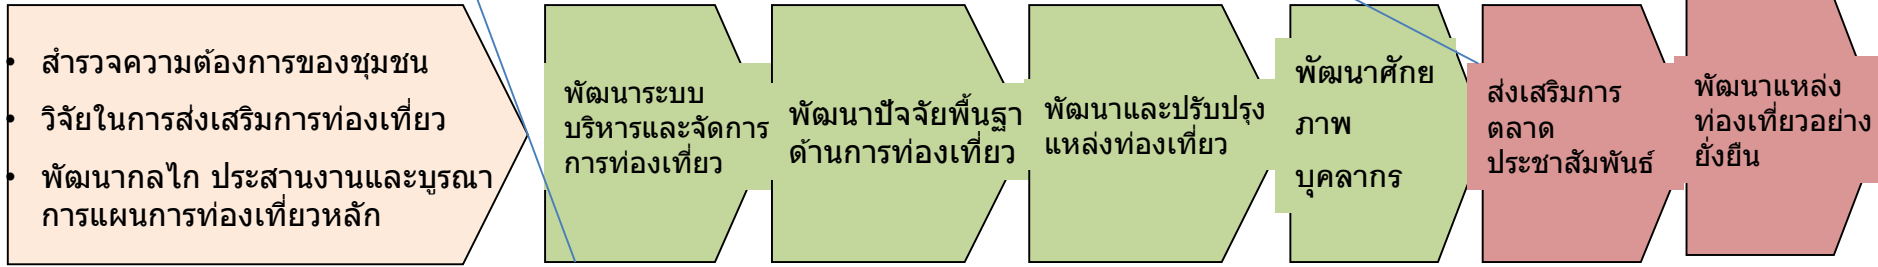 • สำรวจความต้องการของชุมชน
• วิจัยในการส่งเสริมการท่องเที่ยว
• พัฒนากลไก ประสานงานและบูรณา
การแผนการท่องเที่ยวหลัก
พัฒนาระบบ
บริหารและจัดการ
การท่องเที่ยว
พัฒนาปัจจัยพื้นฐา
ด้านการท่องเที่ยว
พัฒนาและปรับปรุง
แหล่งท่องเที่ยว
พัฒนาศักย
ภาพ
บุคลากร
ส่งเสริมการ
ตลาด
ประชาสัมพันธ์
พัฒนาแหล่ง
ท่องเที่ยวอย่าง
ยั่งยืน